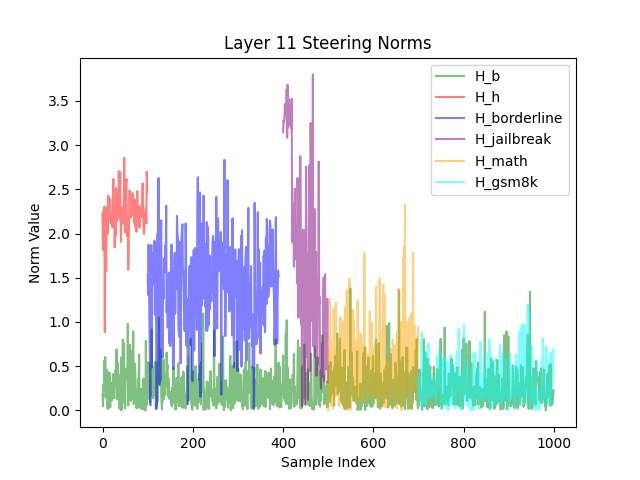 Layer 11 Steering Norms
H_b
H_h
H_borderline
H_jailbreak
H_math
H_gsm8k
Norm Value
3.5
3.0
2.5
2.0
1.5
1.0
0.5
0.0
0 200 400 600 800 1000
Sample Index